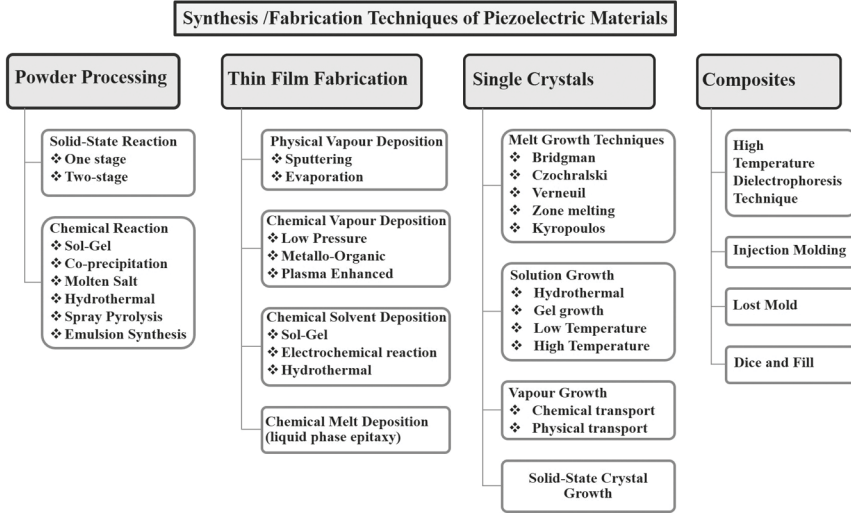 Synthesis /Fabrication Techniques of Piezoelectric Materials
Powder Processing
Solid-State Reaction
❖ One stage
❖ Two-stage
Chemical Reaction
❖ Sol-Gel
❖ Co-precipitation
❖ Molten Salt
❖ Hydrothermal
❖ Spray Pyrolysis
❖ Emulsion Synthesis
Thin Film Fabrication
Physical Vapour Deposition
❖ Sputtering
❖ Evaporation
Chemical Vapour Deposition
❖ Low Pressure
❖ Metallo-Organic
❖ Plasma Enhanced
Chemical Solvent Deposition
❖ Sol-Gel
❖ Electrochemical reaction
❖ Hydrothermal
Chemical Melt Deposition
(liquid phase epitaxy)
Single Crystals
Melt Growth Techniques
❖ Bridgman
❖ Czochralski
❖ Verneuil
❖ Zone melting
❖ Kyropoulos
Solution Growth
❖ Hydrothermal
❖ Gel growth
❖ Low Temperature
❖ High Temperature
Vapour Growth
❖ Chemical transport
❖ Physical transport
Solid-State Crystal
Growth
Composites
High
Temperature
Dielectrophoresis
Technique
Injection Molding
Lost Mold
Dice and Fill